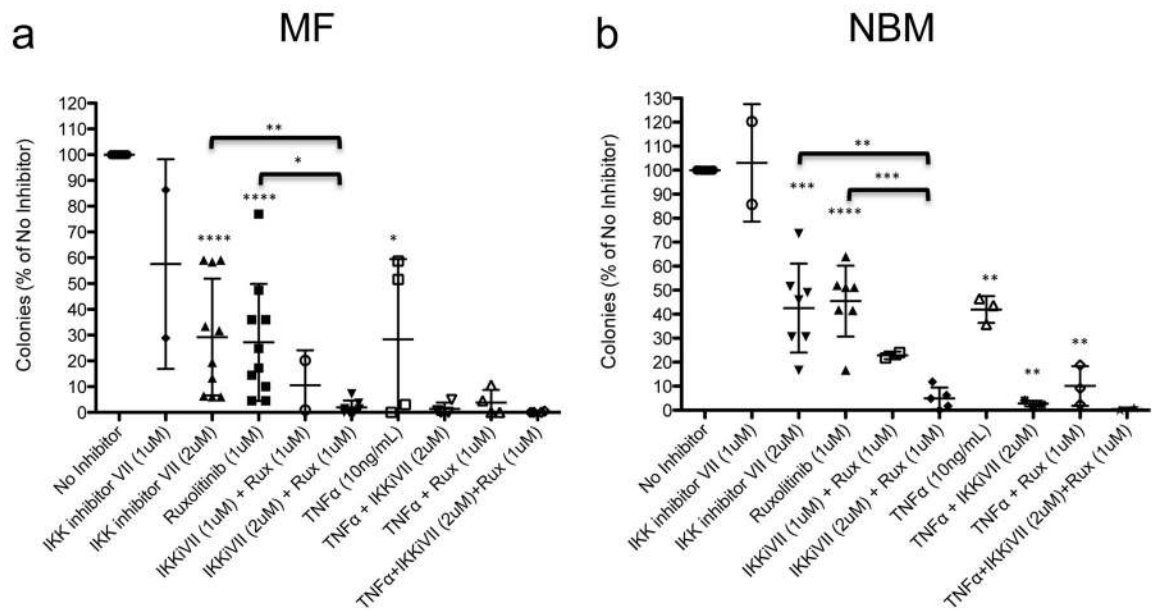 a
MF
Colonies (% of No Inhibitor)
120
110
100
90
80
70
60
50
40
30
20
10
0
**
*
****
****
*
No Inhibitor
IKK inhibitor VII (1uM)
IKK inhibitor VII (2uM)
Ruxolitinib (1uM)
IKKiVII (1uM) + Rux (1uM)
IKKiVII (2uM) + Rux (1uM)
TNFα (10ng/mL)
TNFα + IKKiVII (2uM)
TNFα + Rux (1uM)
TNFα+IKKiVII (2uM)+Rux (1uM)
b
NBM
Colonies (% of No Inhibitor)
130
120
110
100
90
80
70
60
50
40
30
20
10
0
**
***
***
****
**
**
**
No Inhibitor
IKK inhibitor VII (1uM)
IKK inhibitor VII (2uM)
Ruxolitinib (1uM)
IKKiVII (1uM) + Rux (1uM)
IKKiVII (2uM) + Rux (1uM)
TNFα (10ng/mL)
TNFα + IKKiVII (2uM)
TNFα + Rux (1uM)
TNFα+IKKiVII (2uM)+Rux (1uM)